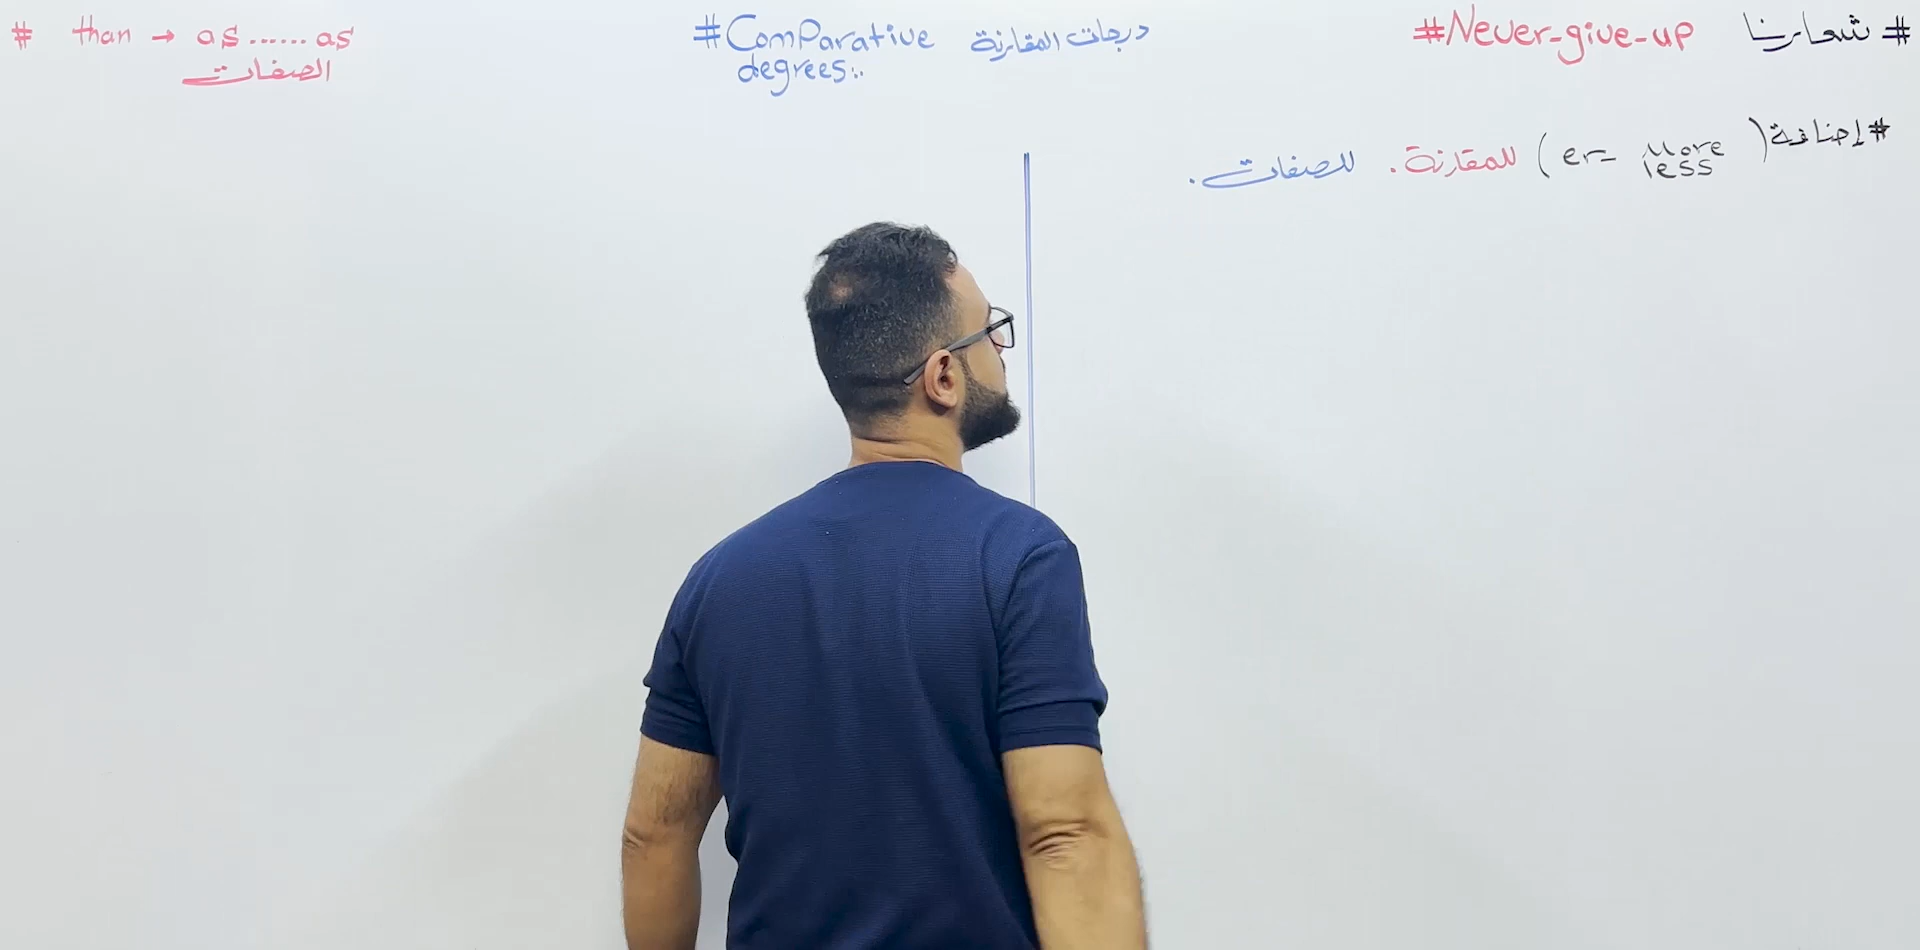 # شعارنا #Never-give-up
#ComParative درجات المقارنة
degrees:.
# than → as ...... as
الصفات
#إضافة (er- more less) للمقارنة. للصفات.